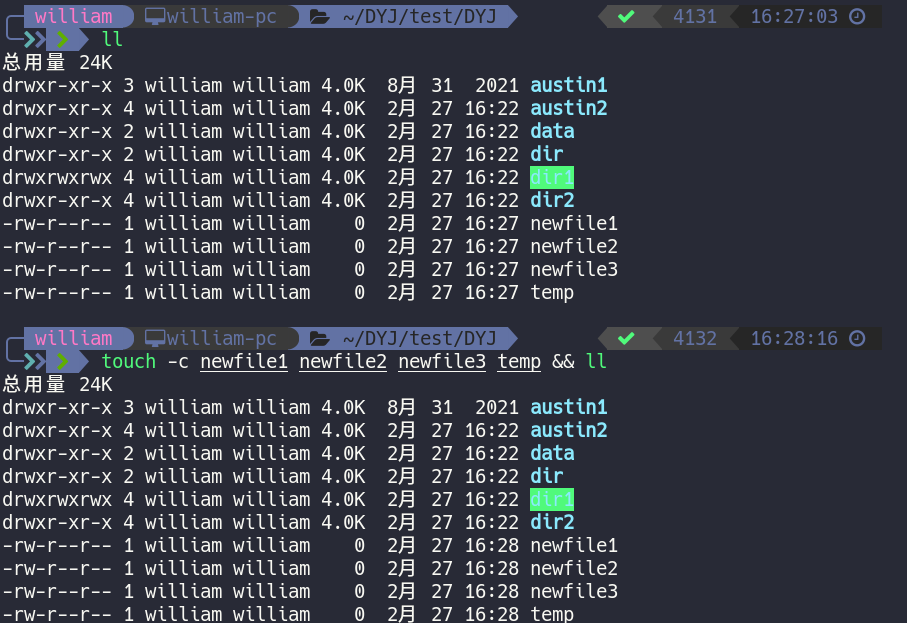 william william-pc ~/DYJ/test/DYJ 4131 16:27:03
ll
总用量 24K
drwxr-xr-x 3 william william 4.0K 8月 31 2021 austin1
drwxr-xr-x 4 william william 4.0K 2月 27 16:22 austin2
drwxr-xr-x 2 william william 4.0K 2月 27 16:22 data
drwxr-xr-x 2 william william 4.0K 2月 27 16:22 dir
drwxrwxrwx 4 william william 4.0K 2月 27 16:22 dir1
drwxr-xr-x 4 william william 4.0K 2月 27 16:22 dir2
-rw-r--r-- 1 william william 0 2月 27 16:27 newfile1
-rw-r--r-- 1 william william 0 2月 27 16:27 newfile2
-rw-r--r-- 1 william william 0 2月 27 16:27 newfile3
-rw-r--r-- 1 william william 0 2月 27 16:27 temp
william william-pc ~/DYJ/test/DYJ 4132 16:28:16
touch -c newfile1 newfile2 newfile3 temp && ll
总用量 24K
drwxr-xr-x 3 william william 4.0K 8月 31 2021 austin1
drwxr-xr-x 4 william william 4.0K 2月 27 16:22 austin2
drwxr-xr-x 2 william william 4.0K 2月 27 16:22 data
drwxr-xr-x 2 william william 4.0K 2月 27 16:22 dir
drwxrwxrwx 4 william william 4.0K 2月 27 16:22 dir1
drwxr-xr-x 4 william william 4.0K 2月 27 16:22 dir2
-rw-r--r-- 1 william william 0 2月 27 16:28 newfile1
-rw-r--r-- 1 william william 0 2月 27 16:28 newfile2
-rw-r--r-- 1 william william 0 2月 27 16:28 newfile3
-rw-r--r-- 1 william william 0 2月 27 16:28 temp